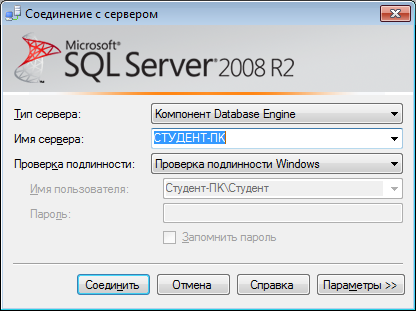 Соединение с сервером
Microsoft®
SQL Server® 2008 R2
Тип сервера: Компонент Database Engine
Имя сервера: СТУДЕНТ-ПК
Проверка подлинности: Проверка подлинности Windows
Имя пользователя: Студент-ПК\Студент
Пароль:
Запомнить пароль
Соединить Отмена Справка Параметры >>